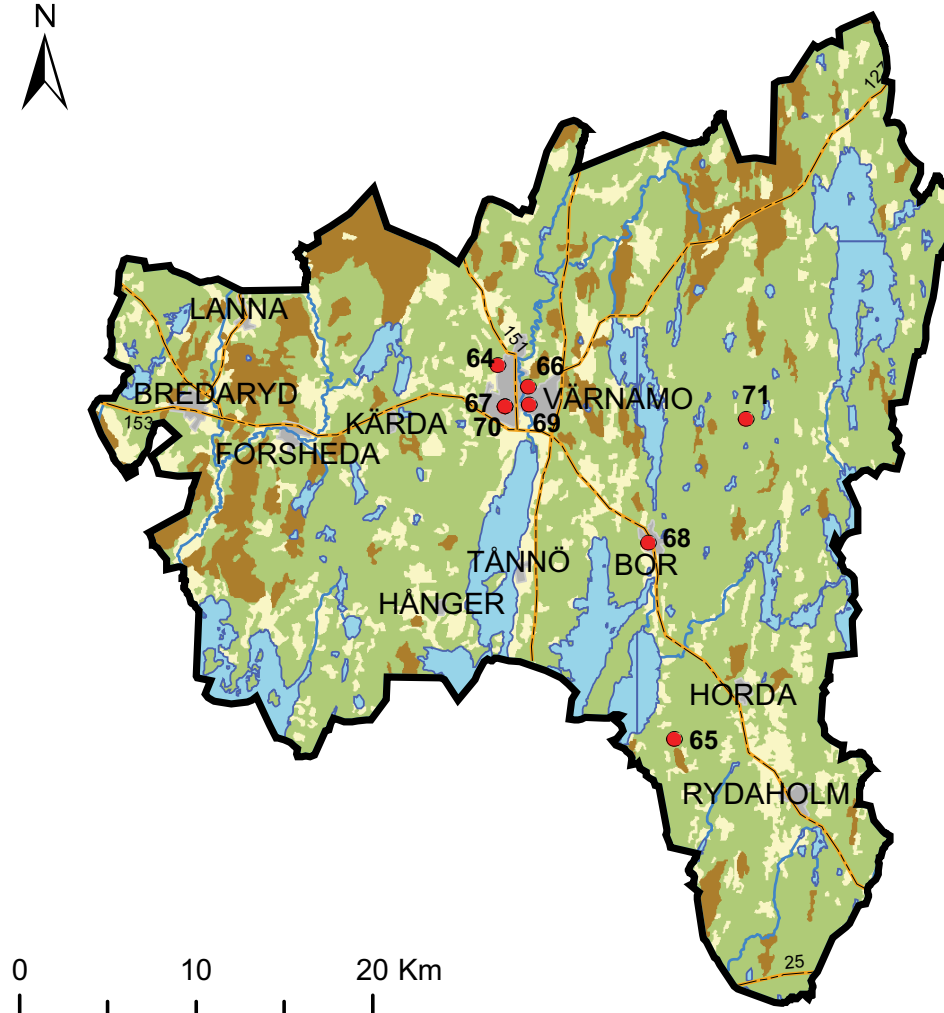 N
127
LANNA
151
64
66
BREDARYD
VÄRNAMO
71
67
153
KÄRDA
70
69
FORSHEDA
68
TÅNNÖ
BOR
HÅNGER
HORDA
65
RYDAHOLM
25
0 10 20 Km